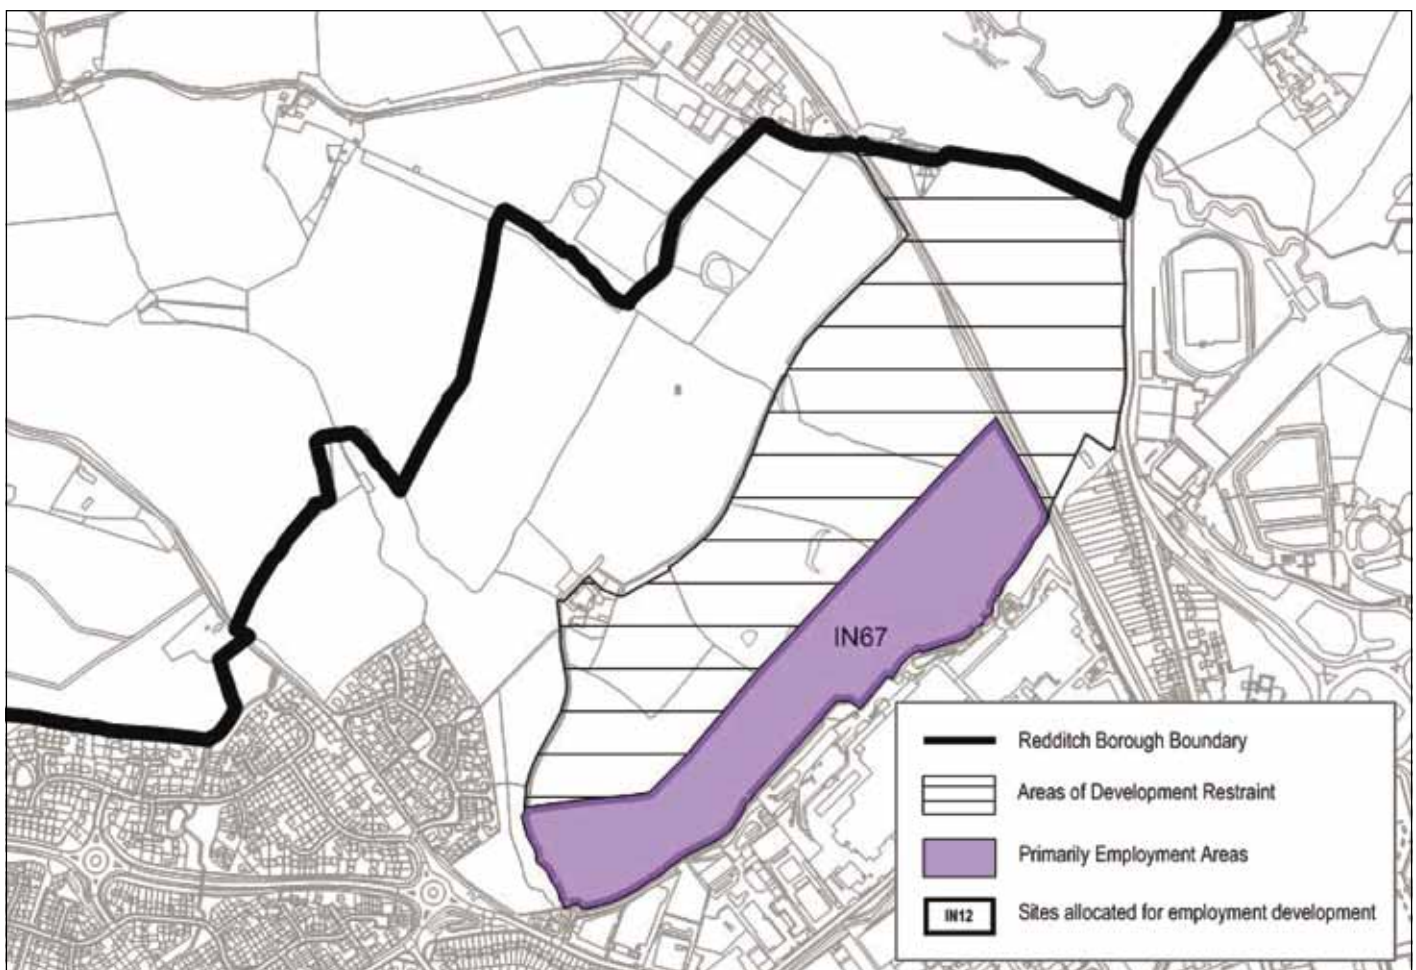 IN67
Redditch Borough Boundary
Areas of Development Restraint
Primarily Employment Areas
IN12 Sites allocated for employment development